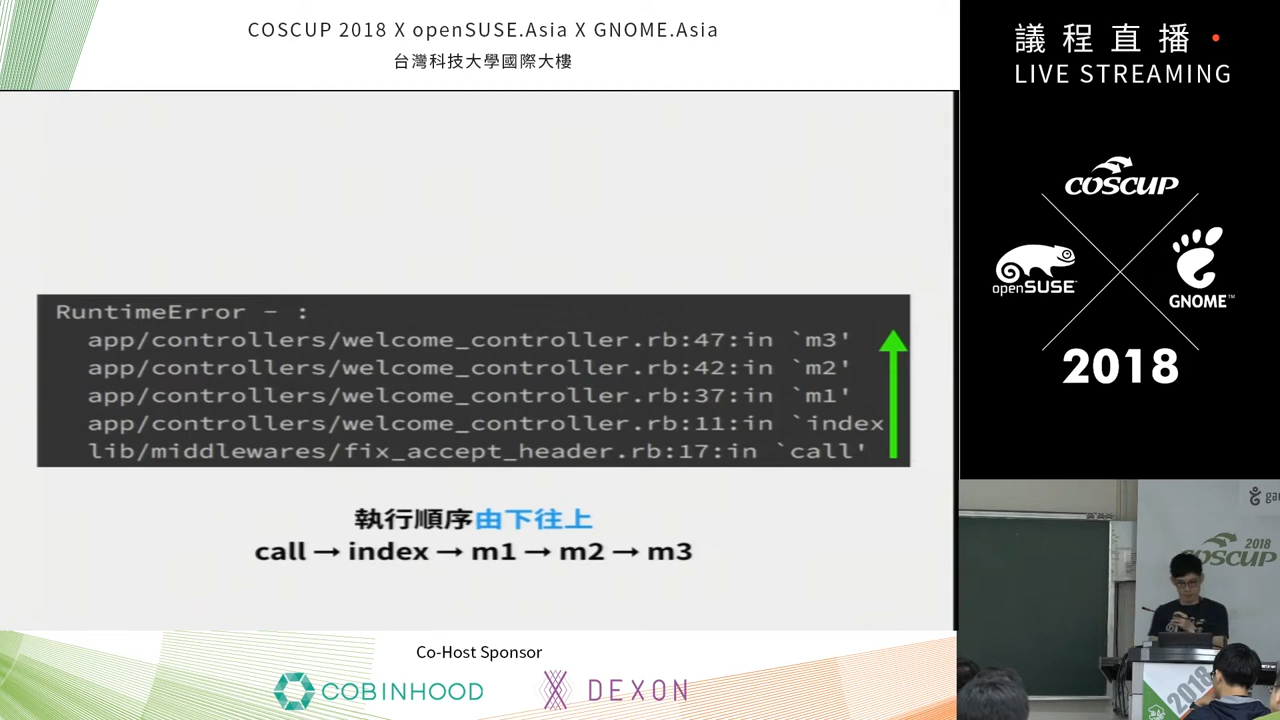 COSCUP 2018 X openSUSE.Asia X GNOME.Asia
台灣科技大學國際大樓
議程直播
LIVE STREAMING
COSCUP
openSUSE
GNOME™
2018
RuntimeError - :
app/controllers/welcome_controller.rb:47:in `m3'
app/controllers/welcome_controller.rb:42:in `m2'
app/controllers/welcome_controller.rb:37:in `m1'
app/controllers/welcome_controller.rb:11:in `index
lib/middlewares/fix_accept_header.rb:17:in `call'
執行順序由下往上
call → index → m1 → m2 → m3
2018
COSCUP
2018
Co-Host Sponsor
COBINHOOD
DEXON